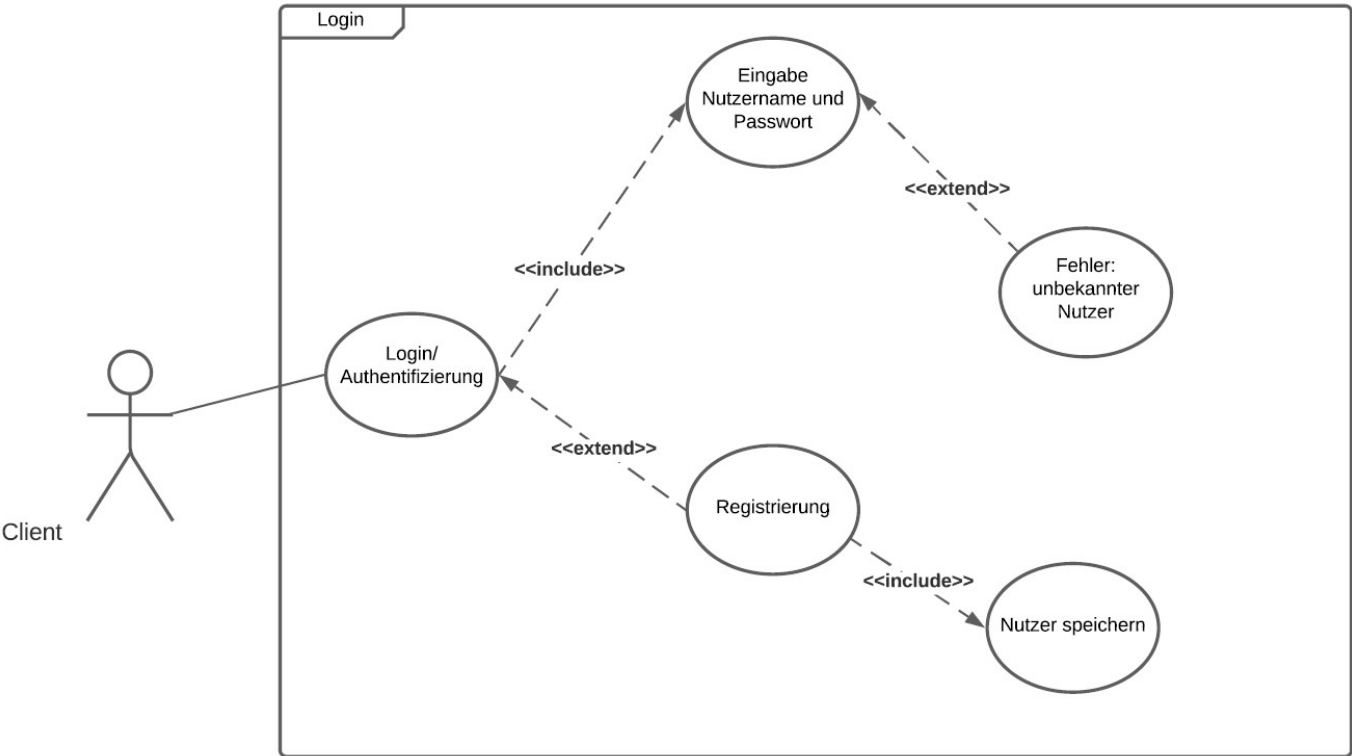 Login
Eingabe
Nutzername und
Passwort
<<extend>>
Fehler:
unbekannter
Nutzer
<<include>>
Login/
Authentifizierung
<<extend>>
Registrierung
Client
<<include>>
Nutzer speichern